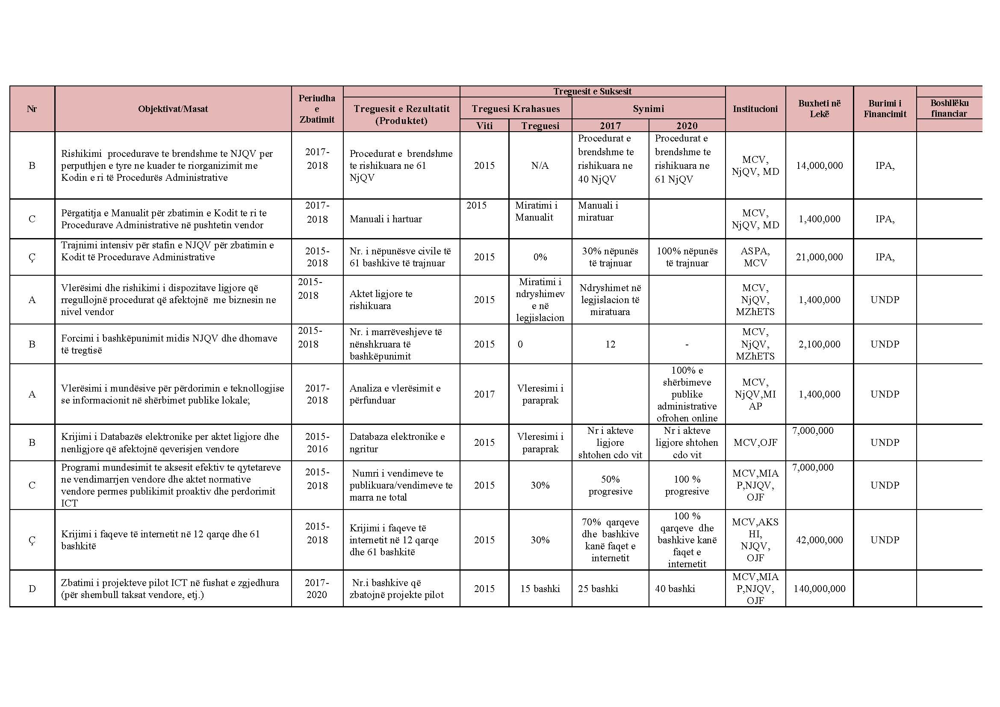 Nr
Objektivat/Masat
Periudha
e
Zbatimit
Treguesit e Rezultatit
(Produktet)
Treguesit e Suksesit
Treguesi Krahasues
Synimi
Viti
Treguesi
2017
2020
Institucioni
Buxheti në
Lekë
Burimi i
Financimit
Boshllëku
financiar
B
Rishikimi procedurave te brendshme te NJQV per
perputhjen e tyre ne kuader te riorganizimit me
Kodin e ri të Procedurës Administrative
2017-
2018
Procedurat e brendshme
te rishikuara ne 61
NjQV
2015
N/A
Procedurat e
brendshme te
rishikuara ne
40 NjQV
Procedurat e
brendshme te
rishikuara ne
61 NjQV
MCV,
NjQV, MD
14,000,000
IPA,
C
Përgatitja e Manualit për zbatimin e Kodit te ri te
Procedurave Administrative në pushtetin vendor
2017-
2018
Manuali i hartuar
2015
Miratimi i
Manualit
Manuali i
miratuar
MCV,
NjQV, MD
1,400,000
IPA,
Ç
Trajnimi intensiv për stafin e NJQV për zbatimin e
Kodit të Procedurave Administrative
2015-
2018
Nr. i nëpunësve civile të
61 bashkive të trajnuar
2015
0%
30% nëpunës
të trajnuar
100% nëpunës
të trajnuar
ASPA,
MCV
21,000,000
IPA,
A
Vlerësimi dhe rishikimi i dispozitave ligjore që
rregullojnë procedurat që afektojnë me biznesin ne
nivel vendor
2015-
2018
Aktet ligjore te
rishikuara
2015
Miratimi i
ndryshimev
e në
legjislacion
Ndryshimet në
legjislacion të
miratuara
MCV,
NjQV,
MZhETS
1,400,000
UNDP
B
Forcimi i bashkëpunimit midis NJQV dhe dhomave
të tregtisë
2015-
2018
Nr. i marrëveshjeve të
nënshkruara të
bashkëpunimit
2015
0
12
-
MCV,
NjQV,
MZhETS
2,100,000
UNDP
A
Vlerësimi i mundësive për përdorimin e teknollogjise
se informacionit në shërbimet publike lokale;
2017-
2018
Analiza e vlerësimit e
përfunduar
2017
Vleresimi i
paraprak
100% e
shërbimeve
publike
administrative
ofrohen online
MCV,
NjQV,MI
AP
1,400,000
UNDP
B
Krijimi i Databazës elektronike per aktet ligjore dhe
nenligjore që afektojnë qeverisjen vendore
2015-
2016
Databaza elektronike e
ngritur
2015
Vleresimi i
paraprak
Nr i akteve
ligjore
shtohen cdo vit
Nr i akteve
ligjore shtohen
cdo vit
MCV,OJF
7,000,000
UNDP
C
Programi mundesimit te aksesit efektiv te qytetareve
ne vendimarrjen vendore dhe aktet normative
vendore permes publikimit proaktiv dhe perdorimit
ICT
2015-
2018
Numri i vendimeve te
publikuara/vendimeve te
marra ne total
2015
30%
50%
progresive
100 %
progresive
MCV,MIA
P,NJQV,
OJF
7,000,000
UNDP
Ç
Krijimi i faqeve të internetit në 12 qarqe dhe 61
bashkitë
2015-
2018
Krijimi i faqeve të
internetit në 12 qarqe
dhe 61 bashkitë
2015
30%
70% qarqeve
dhe bashkive
kanë faqet e
internetit
100 %
qarqeve dhe
bashkive kanë
faqet e
internetit
MCV,AKS
HI,
NJQV,
OJF
42,000,000
UNDP
D
Zbatimi i projekteve pilot ICT në fushat e zgjedhura
(për shembull taksat vendore, etj.)
2017-
2020
Nr.i bashkive që
zbatojnë projekte pilot
2015
15 bashki
25 bashki
40 bashki
MCV,MIA
P,NJQV,
OJF
140,000,000